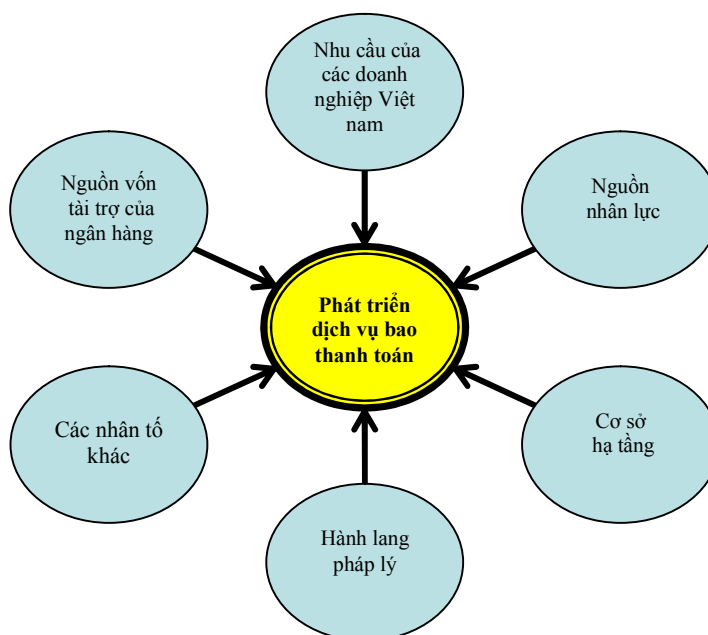 Nhu cầu của
các doanh
nghiệp Việt
nam
Nguồn vốn
tài trợ của
ngân hàng
Nguồn
nhân lực
Phát triển
dịch vụ bao
thanh toán
Các nhân tố
khác
Cơ sở
hạ tầng
Hành lang
pháp lý